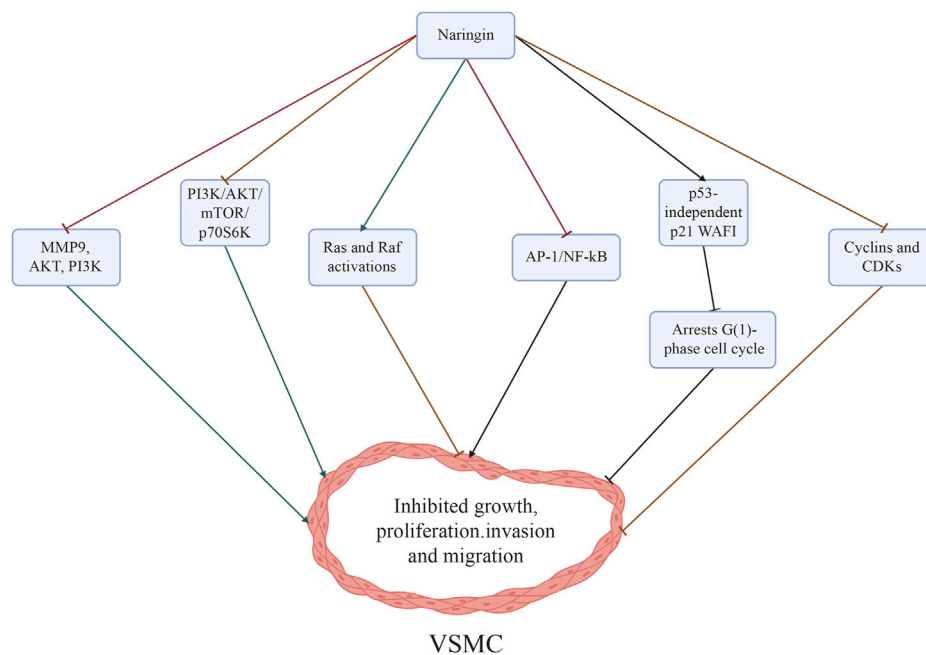 Naringin
MMP9,
AKT, PI3K
PI3K/AKT/
mTOR/
p70S6K
Ras and Raf
activations
AP-1/NF-kB
p53-
independent
p21 WAFI
Arrests G(1)-
phase cell cycle
Cyclins and
CDKs
Inhibited growth,
proliferation.invasion
and migration
VSMC